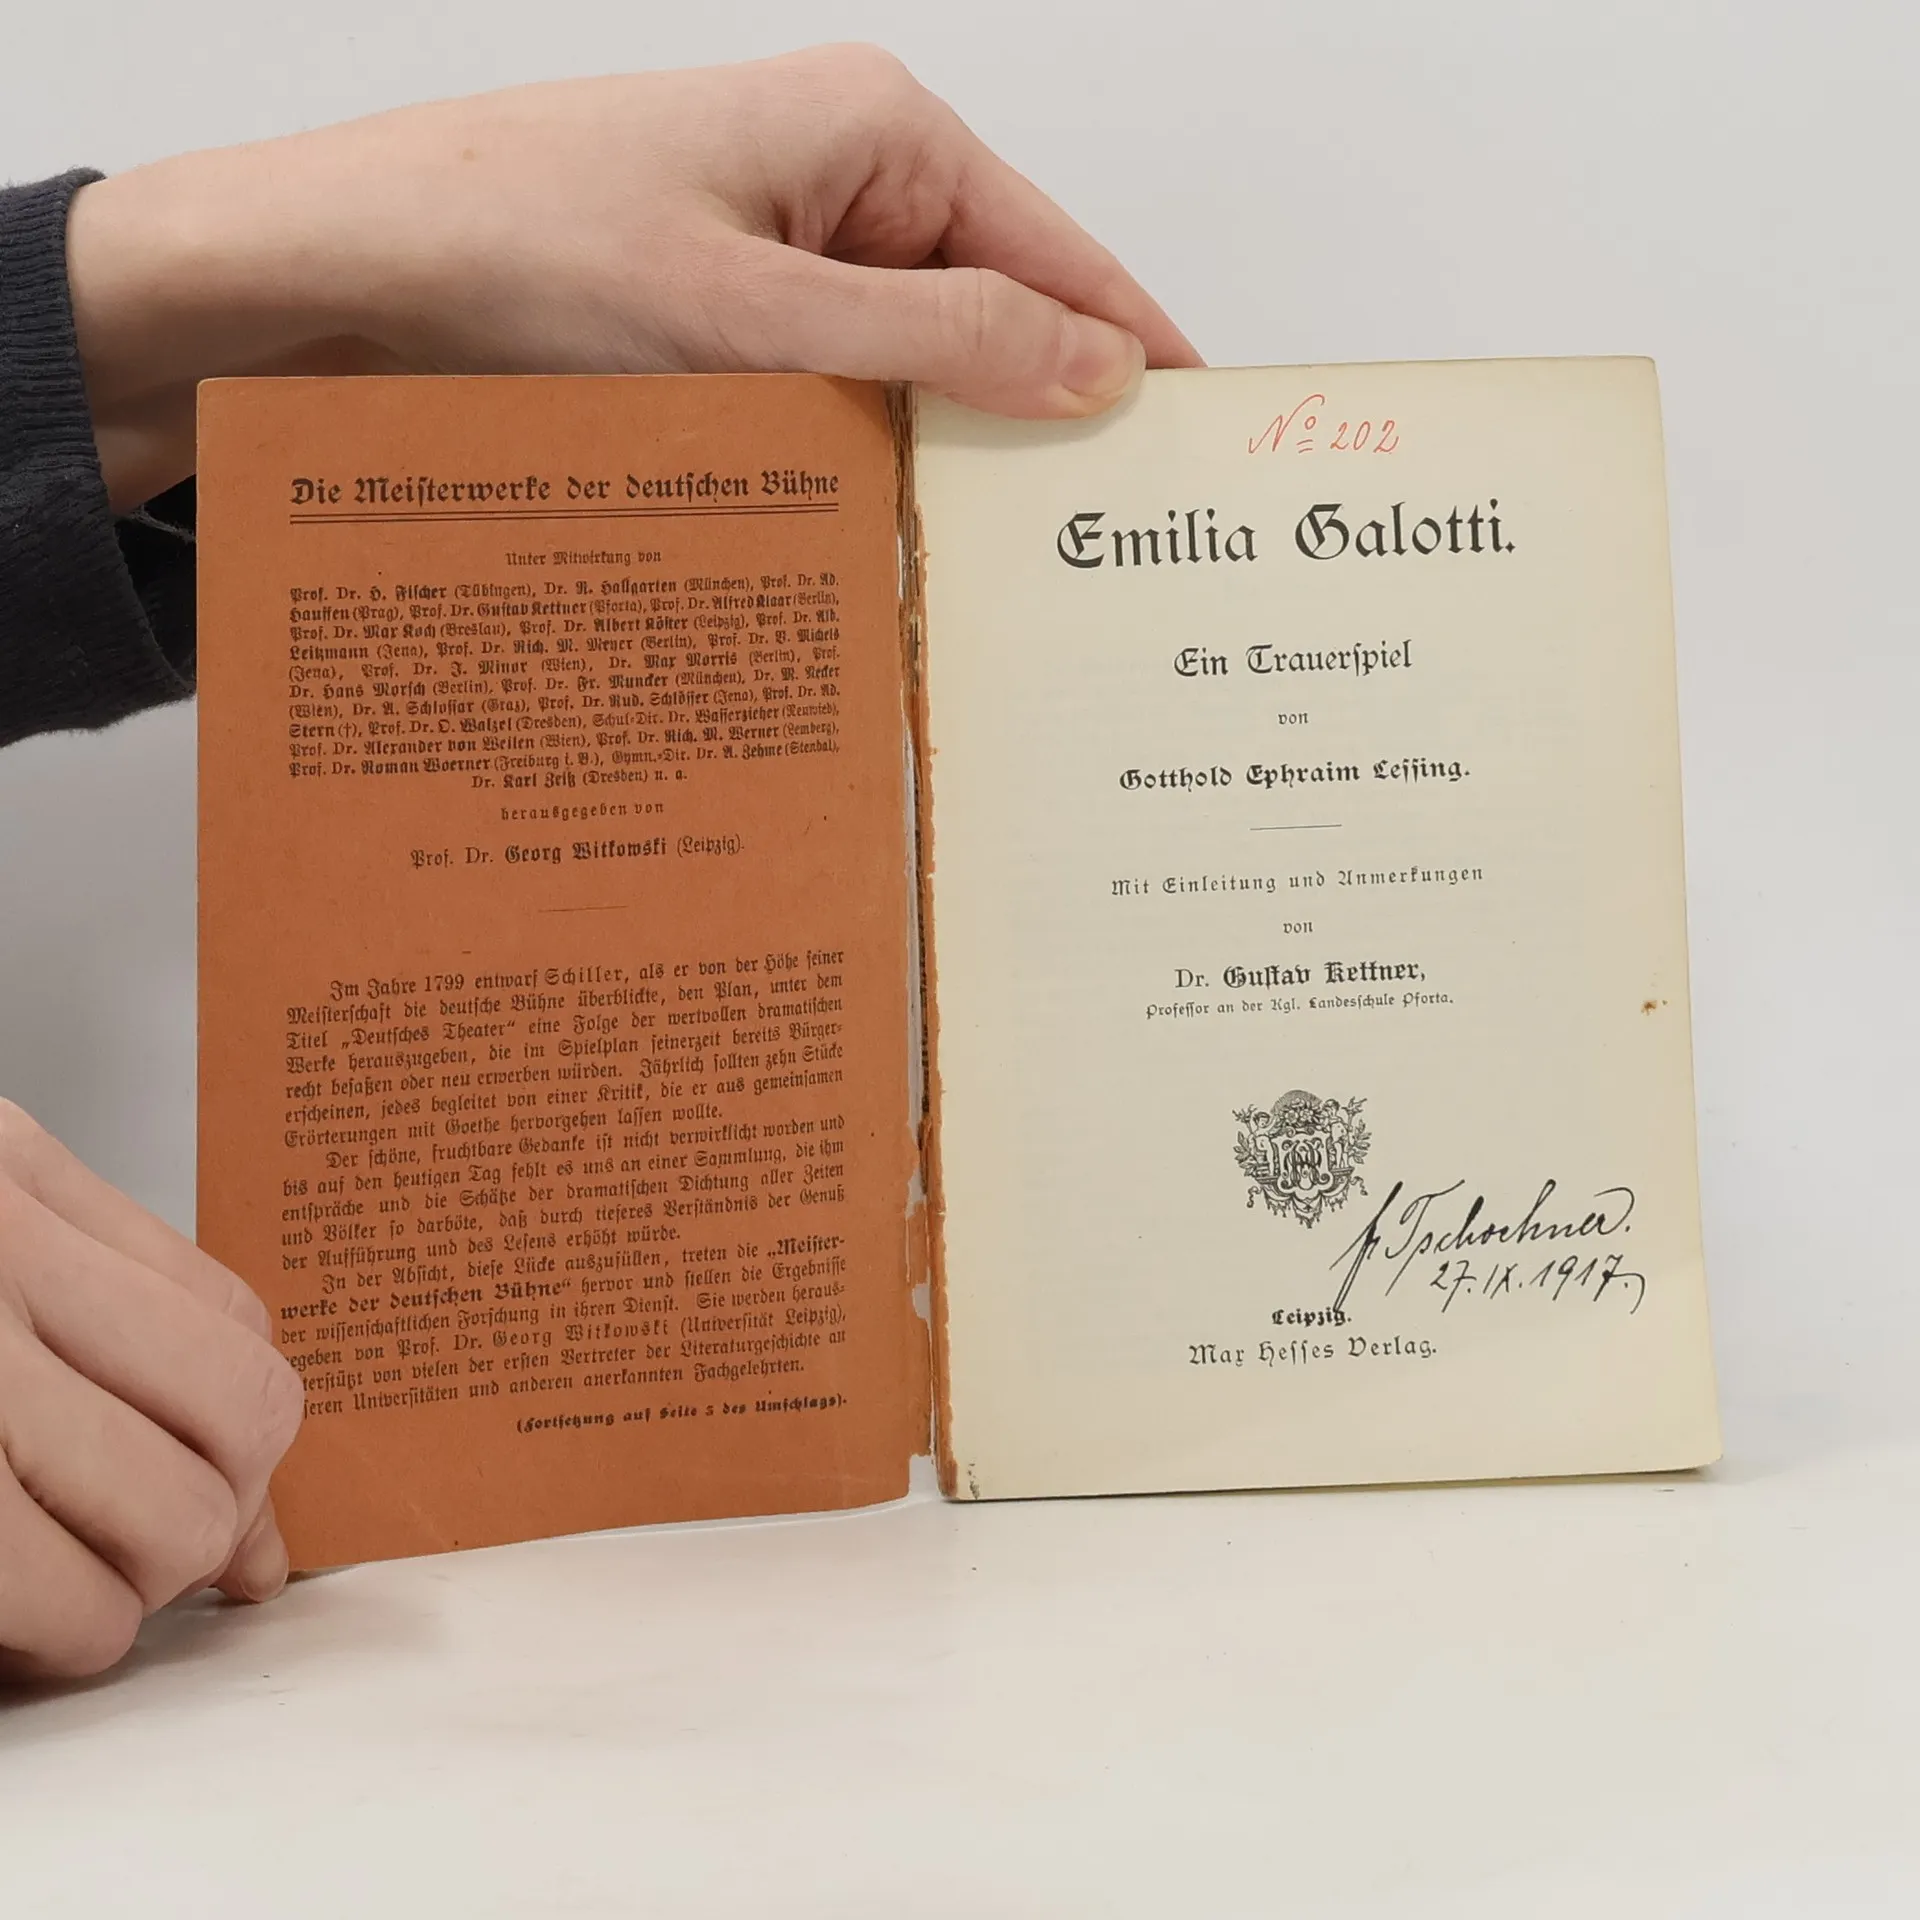 Die Meisterwerke der deutschen Bühne
Unter Mitwirkung von
Prof. Dr. H. Fischer (Tübingen), Dr. R. Hallgarten (München), Prof. Dr. Ad.
Hauffen (Prag), Prof. Dr. Gustav Kettner (Pforta), Prof. Dr. Alfred Klaar (Berlin),
Prof. Dr. Max Koch (Breslau), Prof. Dr. Albert Köster (Leipzig), Prof. Dr. Alb.
Leitzmann (Jena), Prof. Dr. Rich. M. Meyer (Berlin), Prof. Dr. V. Michels
(Jena), Prof. Dr. J. Minor (Wien), Dr. Max Morris (Berlin), Prof.
Dr. Hans Morsch (Berlin), Prof. Dr. Fr. Muncker (München), Dr. M. Necker
(Wien), Dr. A. Schlossar (Graz), Prof. Dr. Rud. Schlösser (Jena), Prof. Dr. Ad.
Stern (†), Prof. Dr. O. Walzel (Dresden), Schul-Dir. Dr. Wasserzieher (Neuwied),
Prof. Dr. Alexander von Weilen (Wien), Prof. Dr. Rich. M. Werner (Lemberg),
Prof. Dr. Roman Woerner (Freiburg i. B.), Gymn.-Dir. Dr. A. Zehme (Stendal),
Dr. Karl Zeiß (Dresden) u. a.
herausgegeben von
Prof. Dr. Georg Witkowski (Leipzig).
Im Jahre 1799 entwarf Schiller, als er von der Höhe seiner
Meisterschaft die deutsche Bühne überblickte, den Plan, unter dem
Titel „Deutsches Theater“ eine Folge der wertvollen dramatischen
Werke herauszugeben, die im Spielplan seinerzeit bereits Bürger-
recht besaßen oder neu erwerben würden. Jährlich sollten zehn Stücke
erscheinen, jedes begleitet von einer Kritik, die er aus gemeinsamen
Erörterungen mit Goethe hervorgehen lassen wollte.
Der schöne, fruchtbare Gedanke ist nicht verwirklicht worden und
bis auf den heutigen Tag fehlt es uns an einer Sammlung, die ihm
entspräche und die Schätze der dramatischen Dichtung aller Zeiten
und Völker so darböte, daß durch tieferes Verständnis der Genuß
der Aufführung und des Lesens erhöht würde.
In der Absicht, diese Lücke auszufüllen, treten die „Meister-
werke der deutschen Bühne“ hervor und stellen die Ergebnisse
der wissenschaftlichen Forschung in ihren Dienst. Sie werden heraus-
egeben von Prof. Dr. Georg Witkowski (Universität Leipzig),
terstützt von vielen der ersten Vertreter der Literaturgeschichte an
seren Universitäten und anderen anerkannten Fachgelehrten.
(Fortsetzung auf Seite 3 des Umschlags).
No 202
Emilia Galotti.
Ein Trauerspiel
von
Gotthold Ephraim Lessing.
Mit Einleitung und Anmerkungen
von
Dr. Gustav Kettner,
Professor an der Kgl. Landesschule Pforta.
Tschochner.
27.IX.1917.
Leipzig.
Max Hesses Verlag.